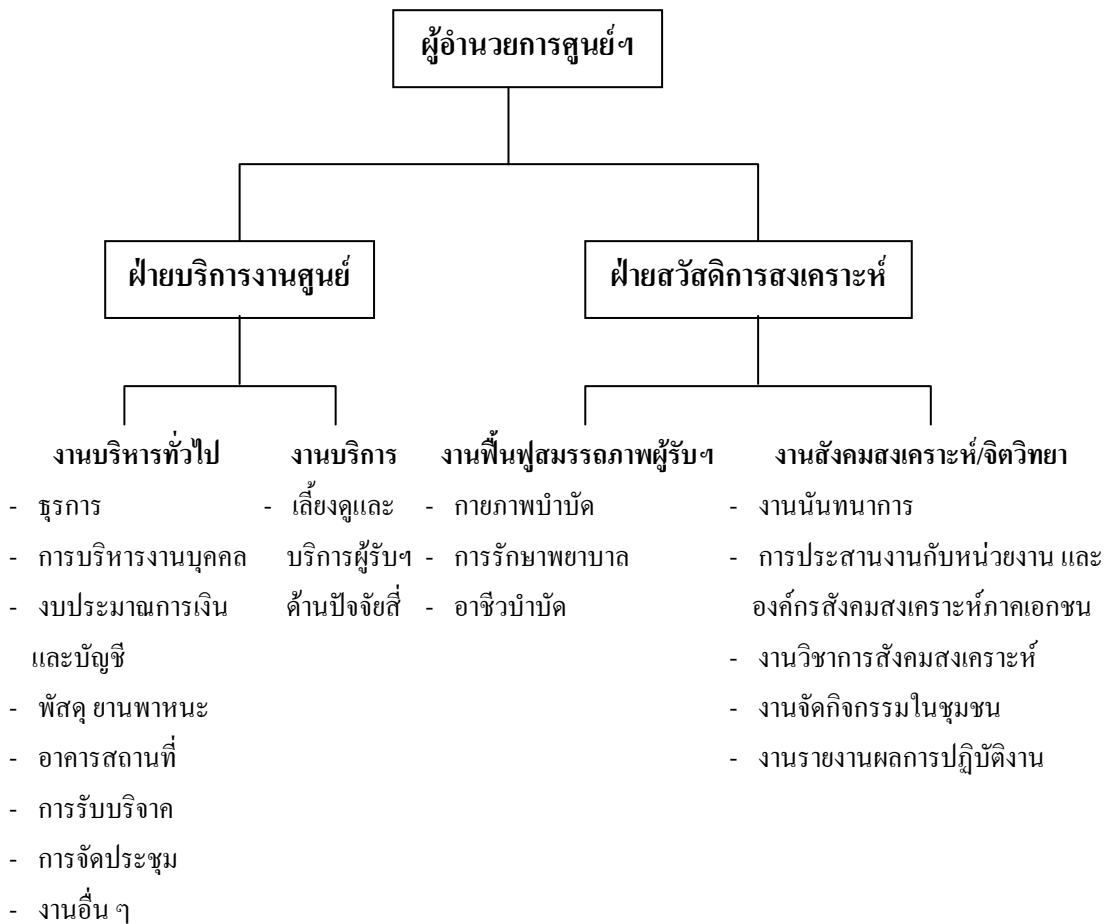 ผู้อำนวยการศูนย์ฯ
ฝ่ายบริการงานศูนย์
ฝ่ายสวัสดิการสงเคราะห์
งานบริหารทั่วไป
- ธุรการ
- การบริหารงานบุคคล
- งบประมาณการเงิน
และบัญชี
- พัสดุ ยานพาหนะ
- อาคารสถานที่
- การรับบริจาค
- การจัดประชุม
- งานอื่น ๆ
งานบริการ
- เลี้ยงดูและ
บริการผู้รับฯ
ด้านปัจจัยสี่
งานฟื้นฟูสมรรถภาพผู้รับฯ
- กายภาพบำบัด
- การรักษาพยาบาล
- อาชีวบำบัด
งานสังคมสงเคราะห์/จิตวิทยา
- งานนันทนาการ
- การประสานงานกับหน่วยงาน และ
องค์กรสังคมสงเคราะห์ภาคเอกชน
- งานวิชาการสังคมสงเคราะห์
- งานจัดกิจกรรมในชุมชน
- งานรายงานผลการปฏิบัติงาน